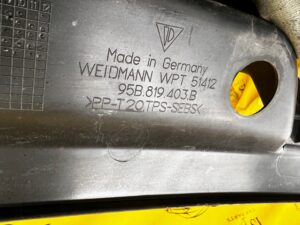 Made in Germany
WEIDMANN WPT 51412
95B.819.403.B
>PP-T20TPS-SEBS<